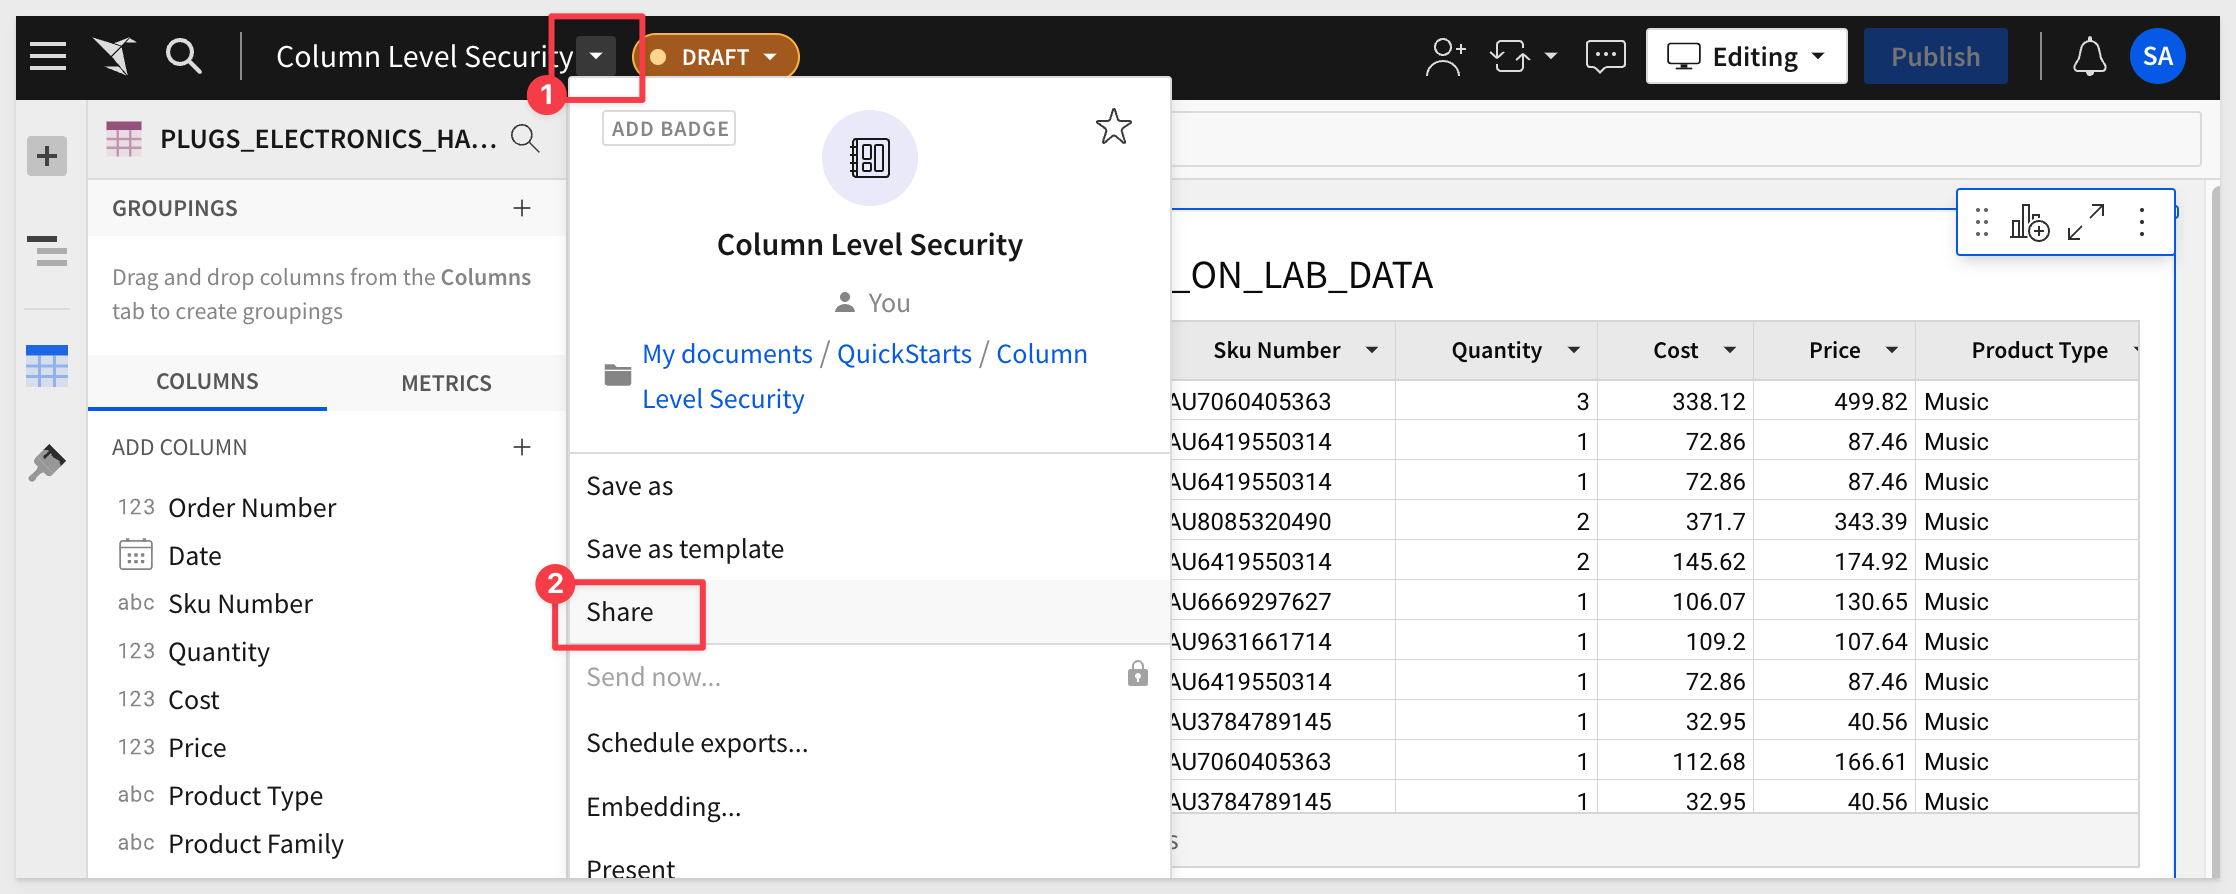 Column Level Security
DRAFT
Editing
Publish
SA
1
PLUGS_ELECTRONICS_HA...
GROUPINGS
Drag and drop columns from the Columns
tab to create groupings
COLUMNS METRICS
ADD COLUMN
123 Order Number
Date
abc Sku Number
123 Quantity
123 Cost
123 Price
abc Product Type
abc Product Family
ADD BADGE
Column Level Security
You
My documents / QuickStarts / Column
Level Security
Save as
Save as template
2
Share
Send now...
Schedule exports...
Embedding...
Present
_ON_LAB_DATA
Sku Number Quantity Cost Price Product Type
AU7060405363 3 338.12 499.82 Music
AU6419550314 1 72.86 87.46 Music
AU6419550314 1 72.86 87.46 Music
AU8085320490 2 371.7 343.39 Music
AU6419550314 2 145.62 174.92 Music
AU6669297627 1 106.07 130.65 Music
AU9631661714 1 109.2 107.64 Music
AU6419550314 1 72.86 87.46 Music
AU3784789145 1 32.95 40.56 Music
AU7060405363 1 112.68 166.61 Music
AU3784789145 1 32.95 40.56 Music
s